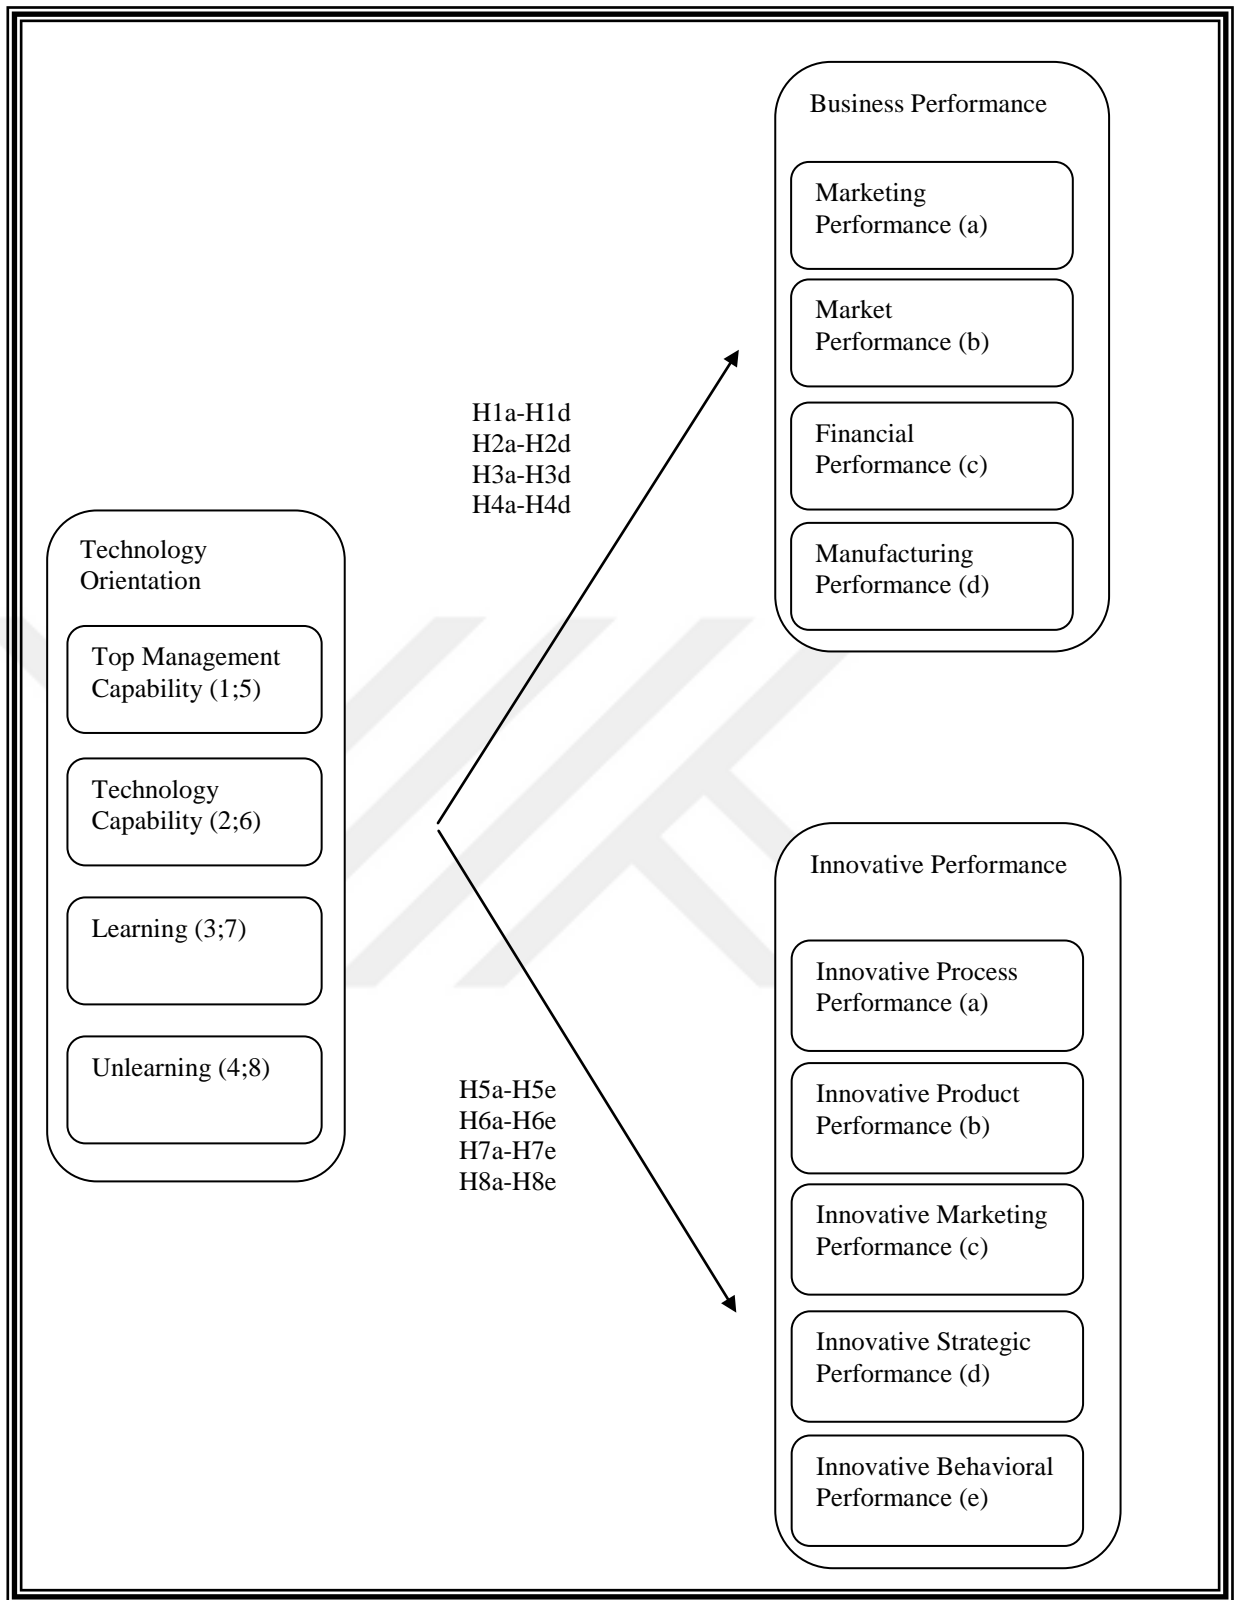 Business Performance
Marketing
Performance (a)
Market
Performance (b)
Financial
Performance (c)
Manufacturing
Performance (d)
H1a-H1d
H2a-H2d
H3a-H3d
H4a-H4d
Technology
Orientation
Top Management
Capability (1;5)
Technology
Capability (2;6)
Learning (3;7)
Unlearning (4;8)
H5a-H5e
H6a-H6e
H7a-H7e
H8a-H8e
Innovative Performance
Innovative Process
Performance (a)
Innovative Product
Performance (b)
Innovative Marketing
Performance (c)
Innovative Strategic
Performance (d)
Innovative Behavioral
Performance (e)